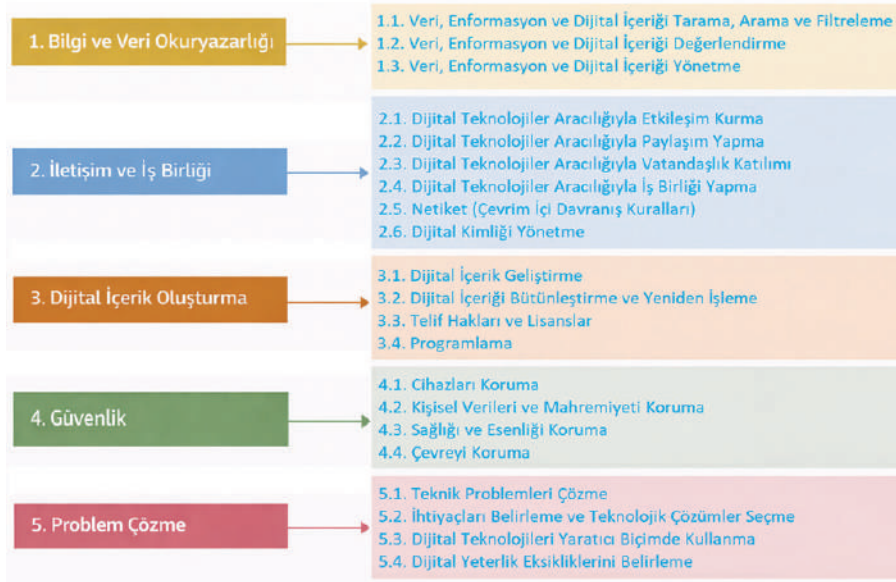 1. Bilgi ve Veri Okuryazarlığı
1.1. Veri, Enformasyon ve Dijital İçeriği Tarama, Arama ve Filtreleme
1.2. Veri, Enformasyon ve Dijital İçeriği Değerlendirme
1.3. Veri, Enformasyon ve Dijital İçeriği Yönetme
2. İletişim ve İş Birliği
2.1. Dijital Teknolojiler Aracılığıyla Etkileşim Kurma
2.2. Dijital Teknolojiler Aracılığıyla Paylaşım Yapma
2.3. Dijital Teknolojiler Aracılığıyla Vatandaşlık Katılımı
2.4. Dijital Teknolojiler Aracılığıyla İş Birliği Yapma
2.5. Netiket (Çevrim İçi Davranış Kuralları)
2.6. Dijital Kimliği Yönetme
3. Dijital İçerik Oluşturma
3.1. Dijital İçerik Geliştirme
3.2. Dijital İçeriği Bütünleştirme ve Yeniden İşleme
3.3. Telif Hakları ve Lisanslar
3.4. Programlama
4. Güvenlik
4.1. Cihazları Koruma
4.2. Kişisel Verileri ve Mahremiyeti Koruma
4.3. Sağlığı ve Esenliği Koruma
4.4. Çevreyi Koruma
5. Problem Çözme
5.1. Teknik Problemleri Çözme
5.2. İhtiyaçları Belirleme ve Teknolojik Çözümler Seçme
5.3. Dijital Teknolojileri Yaratıcı Biçimde Kullanma
5.4. Dijital Yeterlik Eksikliklerini Belirleme